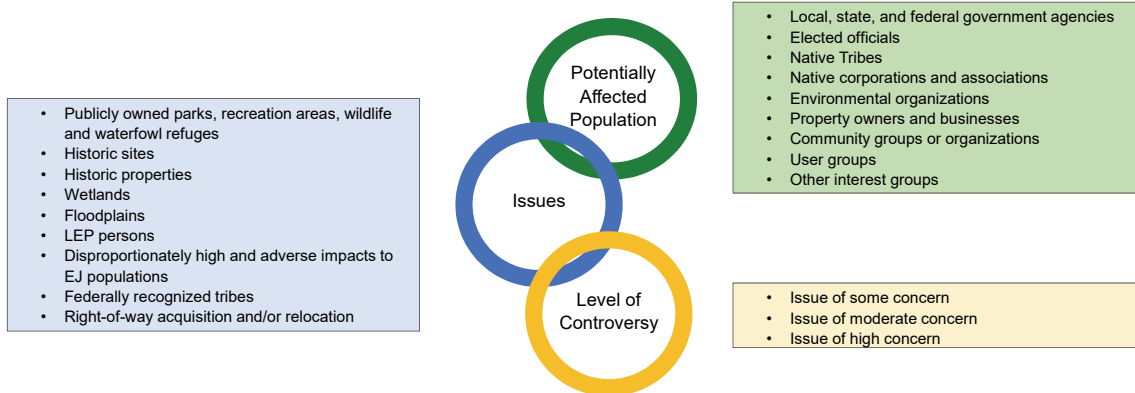 • Local, state, and federal government agencies
• Elected officials
• Native Tribes
• Native corporations and associations
• Environmental organizations
• Property owners and businesses
• Community groups or organizations
• User groups
• Other interest groups
Potentially
Affected
Population
• Publicly owned parks, recreation areas, wildlife
and waterfowl refuges
• Historic sites
• Historic properties
• Wetlands
• Floodplains
• LEP persons
• Disproportionately high and adverse impacts to
EJ populations
• Federally recognized tribes
• Right-of-way acquisition and/or relocation
Issues
Level of
Controversy
• Issue of some concern
• Issue of moderate concern
• Issue of high concern